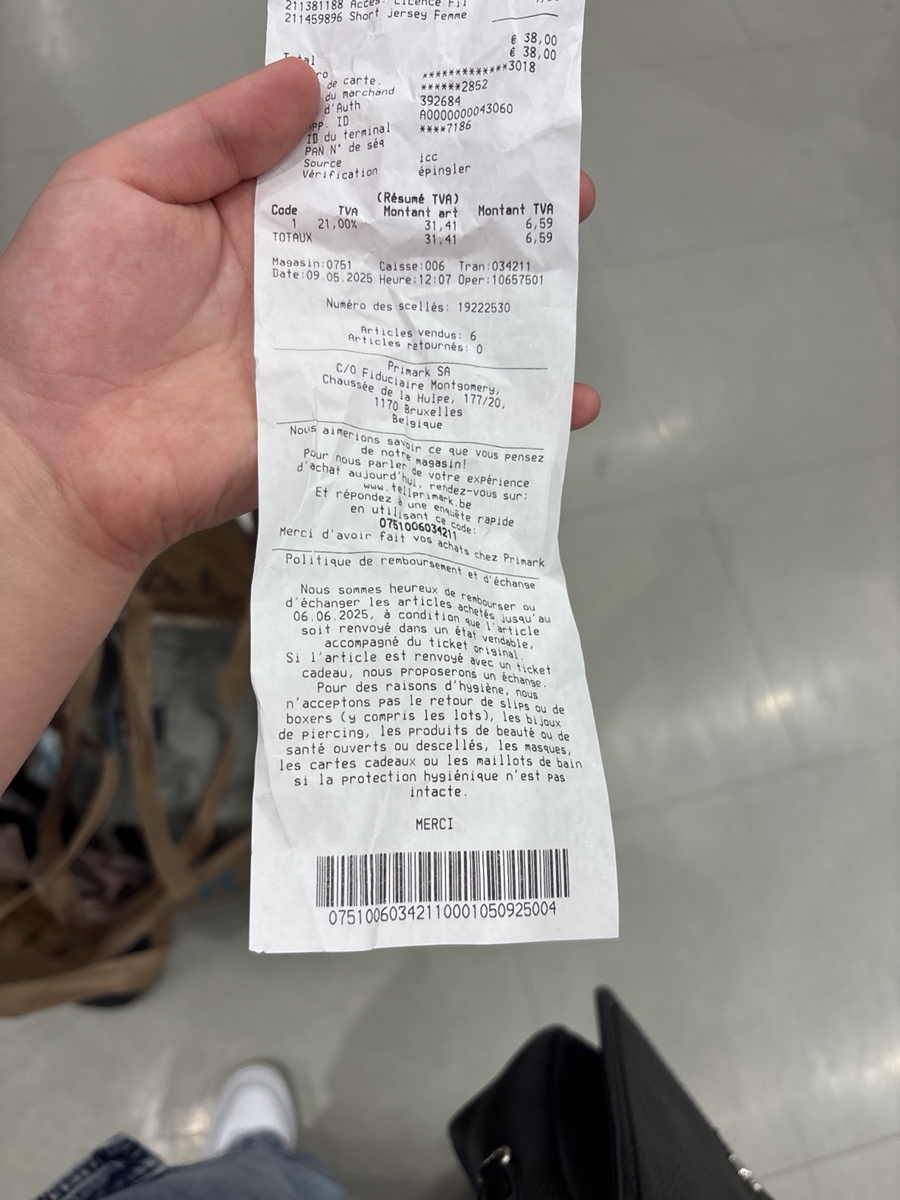 211381188 Acces. Licence Fil
211459896 Short Jersey Femme
€ 38,00
Total € 38,00
de carte. ************3018
du marchand ******2852
d'Auth 392684
App. ID A0000000043060
ID du terminal ****7186
PAN N° de séq
Source icc
Vérification épingler
(Résumé TVA)
Code TVA Montant art Montant TVA
1 21,00% 31,41 6,59
TOTAUX 31,41 6,59
Magasin:0751 Caisse:006 Tran:034211
Date:09.05.2025 Heure:12:07 Oper:10657501
Numéro des scellés: 19222530
Articles vendus: 6
Articles retournés: 0
Primark SA
C/O Fiduciaire Montgomery,
Chaussée de la Hulpe, 177/20,
1170 Bruxelles
Belgique
Nous aimerions savoir ce que vous pensez
de notre magasin!
Pour nous parler de votre expérience
d'achat aujourd'hui, rendez-vous sur:
www.tellprimark.be
Et répondez à une enquête rapide
en utilisant ce code:
0751006034211
Merci d'avoir fait vos achats chez Primark
Politique de remboursement et d'échange
Nous sommes heureux de rembourser ou
d'échanger les articles achetés jusqu'au
06.06.2025, à condition que l'article
soit renvoyé dans un état vendable,
accompagné du ticket original.
Si l'article est renvoyé avec un ticket
cadeau, nous proposerons un échange.
Pour des raisons d'hygiène, nous
n'acceptons pas le retour de slips ou de
boxers (y compris les lots), les bijoux
de piercing, les produits de beauté ou de
santé ouverts ou descellés, les masques,
les cartes cadeaux ou les maillots de bain
si la protection hygiénique n'est pas
intacte.
MERCI
07510060342110001050925004